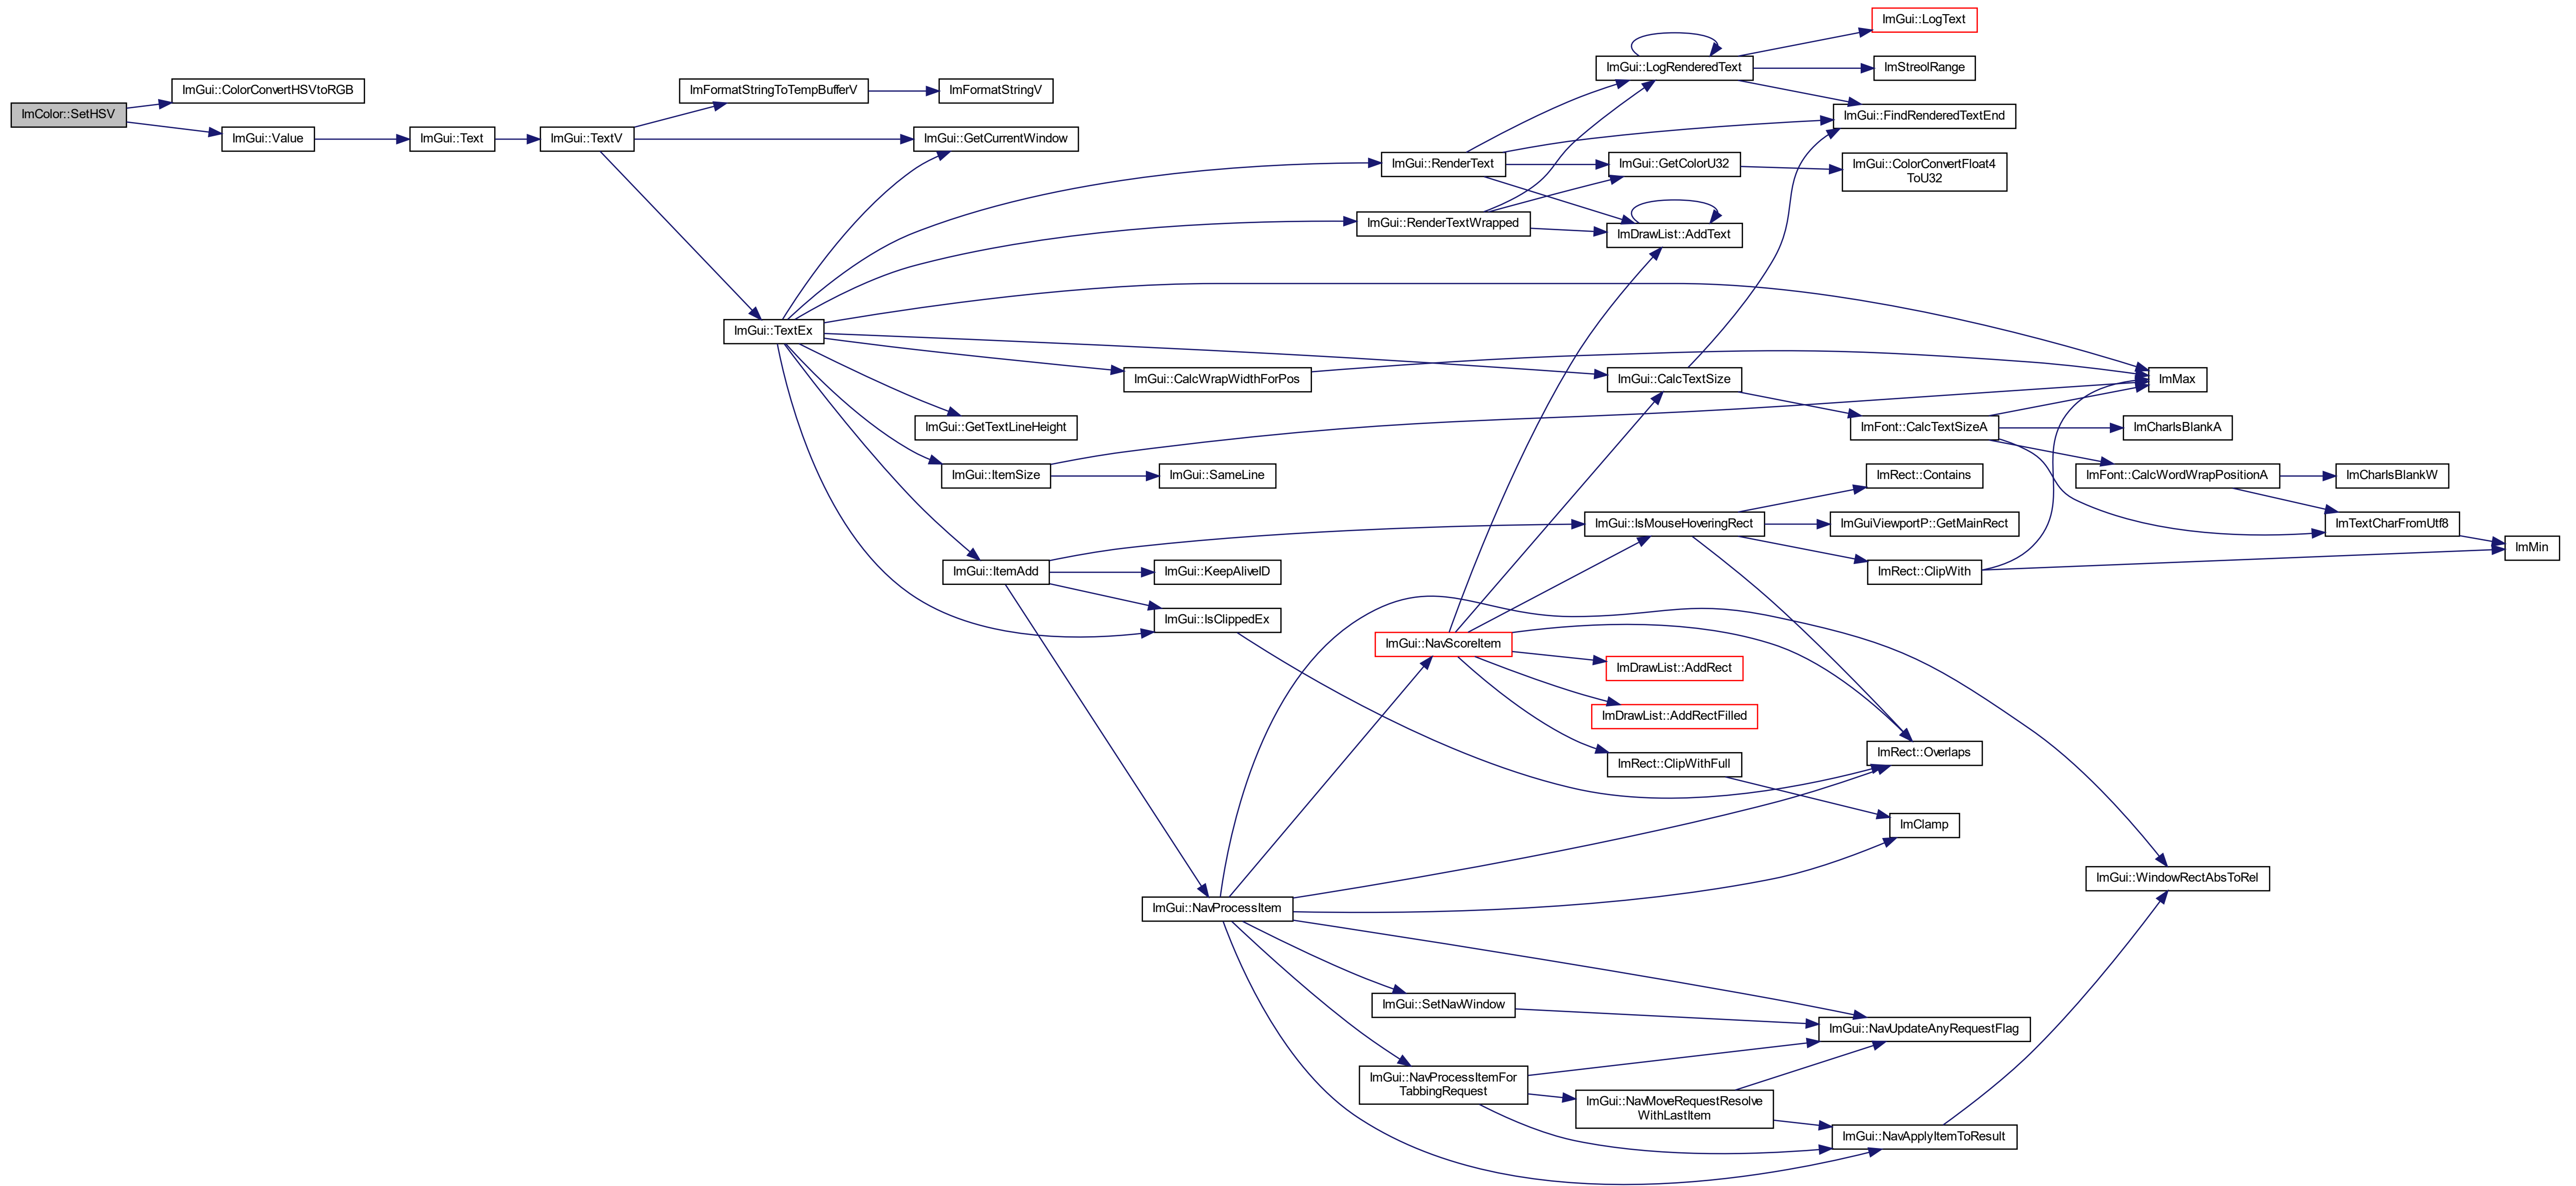 ImGui::LogText
ImGui::LogRenderedText
ImStreolRange
ImGui::ColorConvertHSVtoRGB
ImFormatStringToTempBufferV
ImFormatStringV
ImColor::SetHSV
ImGui::FindRenderedTextEnd
ImGui::Value
ImGui::Text
ImGui::TextV
ImGui::GetCurrentWindow
ImGui::RenderText
ImGui::GetColorU32
ImGui::ColorConvertFloat4
ToU32
ImGui::RenderTextWrapped
ImDrawList::AddText
ImGui::TextEx
ImGui::CalcWrapWidthForPos
ImGui::CalcTextSize
ImMax
ImGui::GetTextLineHeight
ImFont::CalcTextSizeA
ImCharIsBlankA
ImGui::ItemSize
ImGui::SameLine
ImRect::Contains
ImFont::CalcWordWrapPositionA
ImCharIsBlankW
ImGui::IsMouseHoveringRect
ImGuiViewportP::GetMainRect
ImTextCharFromUtf8
ImMin
ImGui::ItemAdd
ImGui::KeepAliveID
ImRect::ClipWith
ImGui::IsClippedEx
ImGui::NavScoreItem
ImDrawList::AddRect
ImDrawList::AddRectFilled
ImRect::Overlaps
ImRect::ClipWithFull
ImClamp
ImGui::WindowRectAbsToRel
ImGui::NavProcessItem
ImGui::SetNavWindow
ImGui::NavUpdateAnyRequestFlag
ImGui::NavProcessItemFor
TabbingRequest
ImGui::NavMoveRequestResolve
WithLastItem
ImGui::NavApplyItemToResult